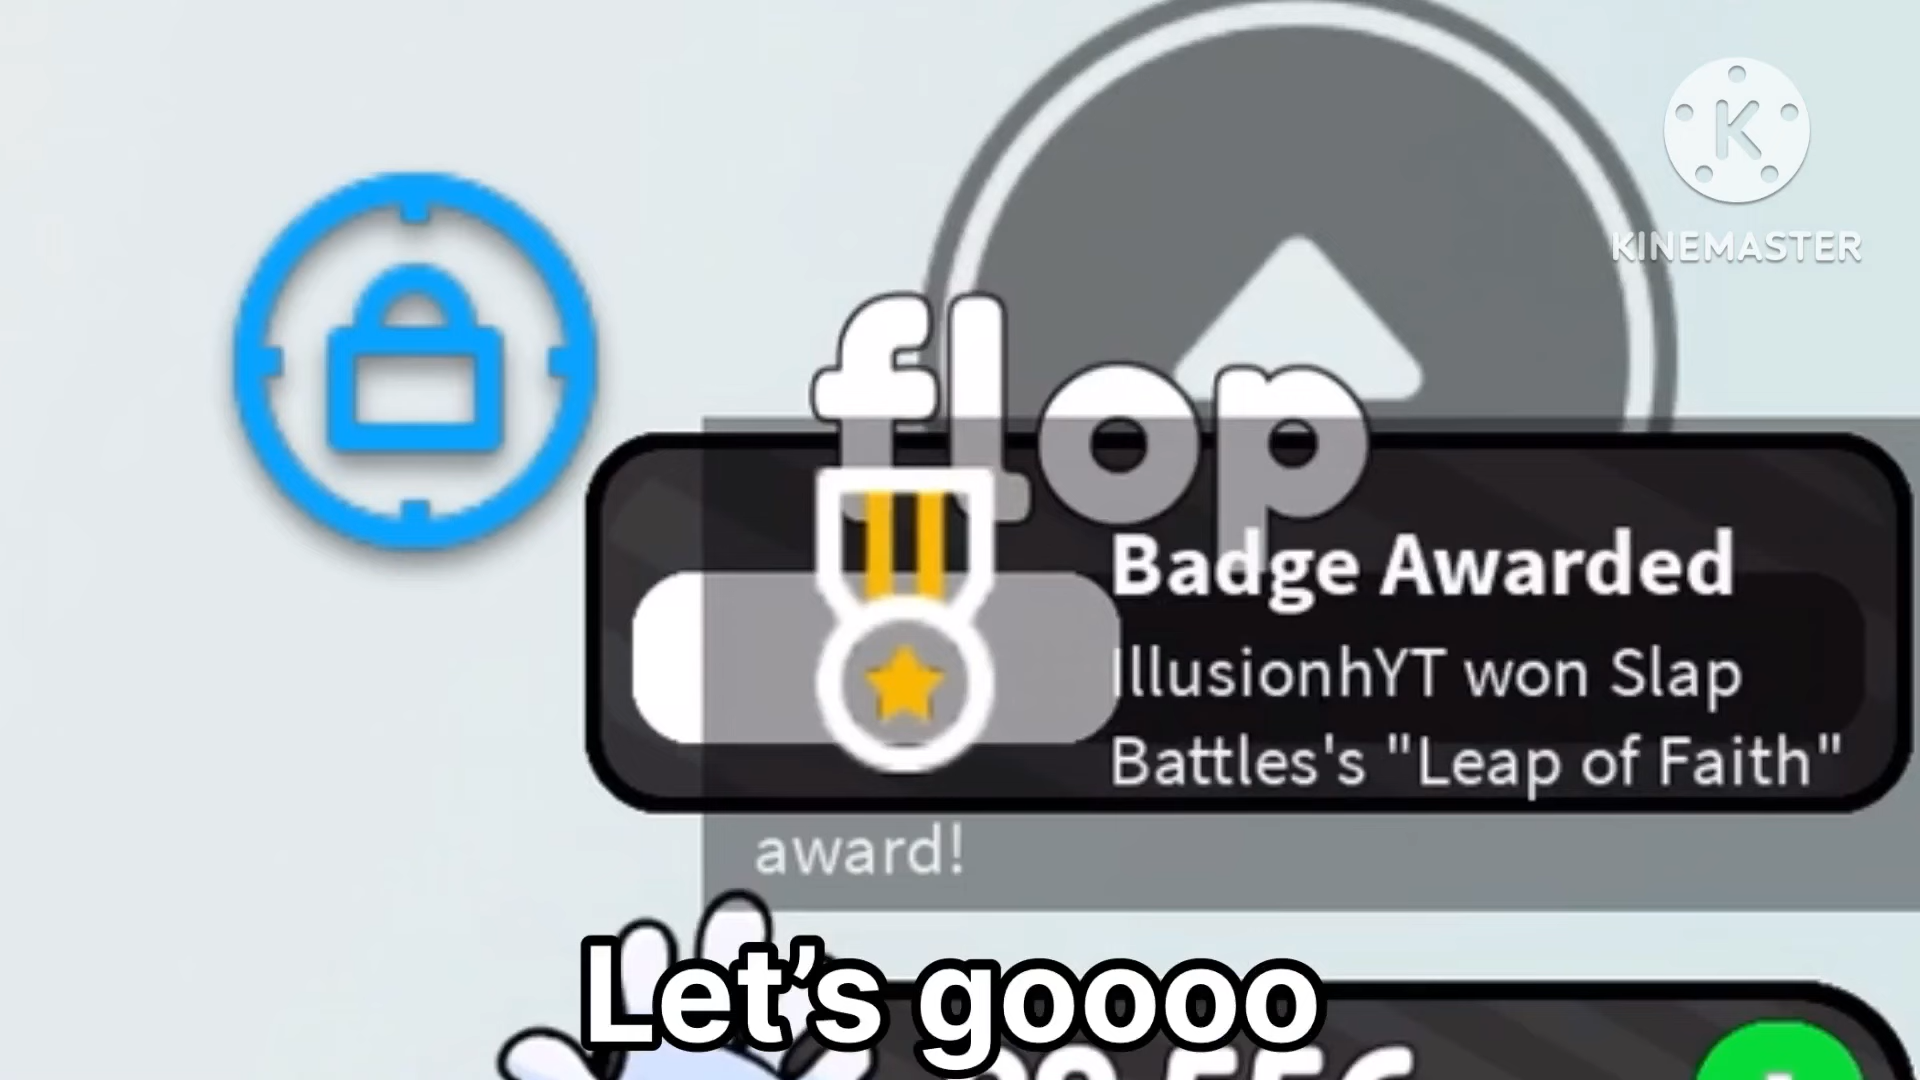 K
KINEMASTER
flop
Badge Awarded
IllusionhYT won Slap
Battles's "Leap of Faith"
award!
Let's goooo